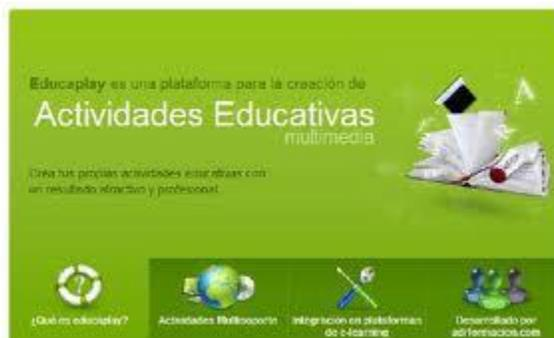 Educaplay es una plataforma para la creación de
Actividades Educativas
multimedia
Crea tus propias actividades educativas con
un resultado atractivo y profesional.
A
¿Qué es educaplay?
Actividades Multisoporte
Integración en plataformas
de e-learning
Desarrollado por
adrformacion.com